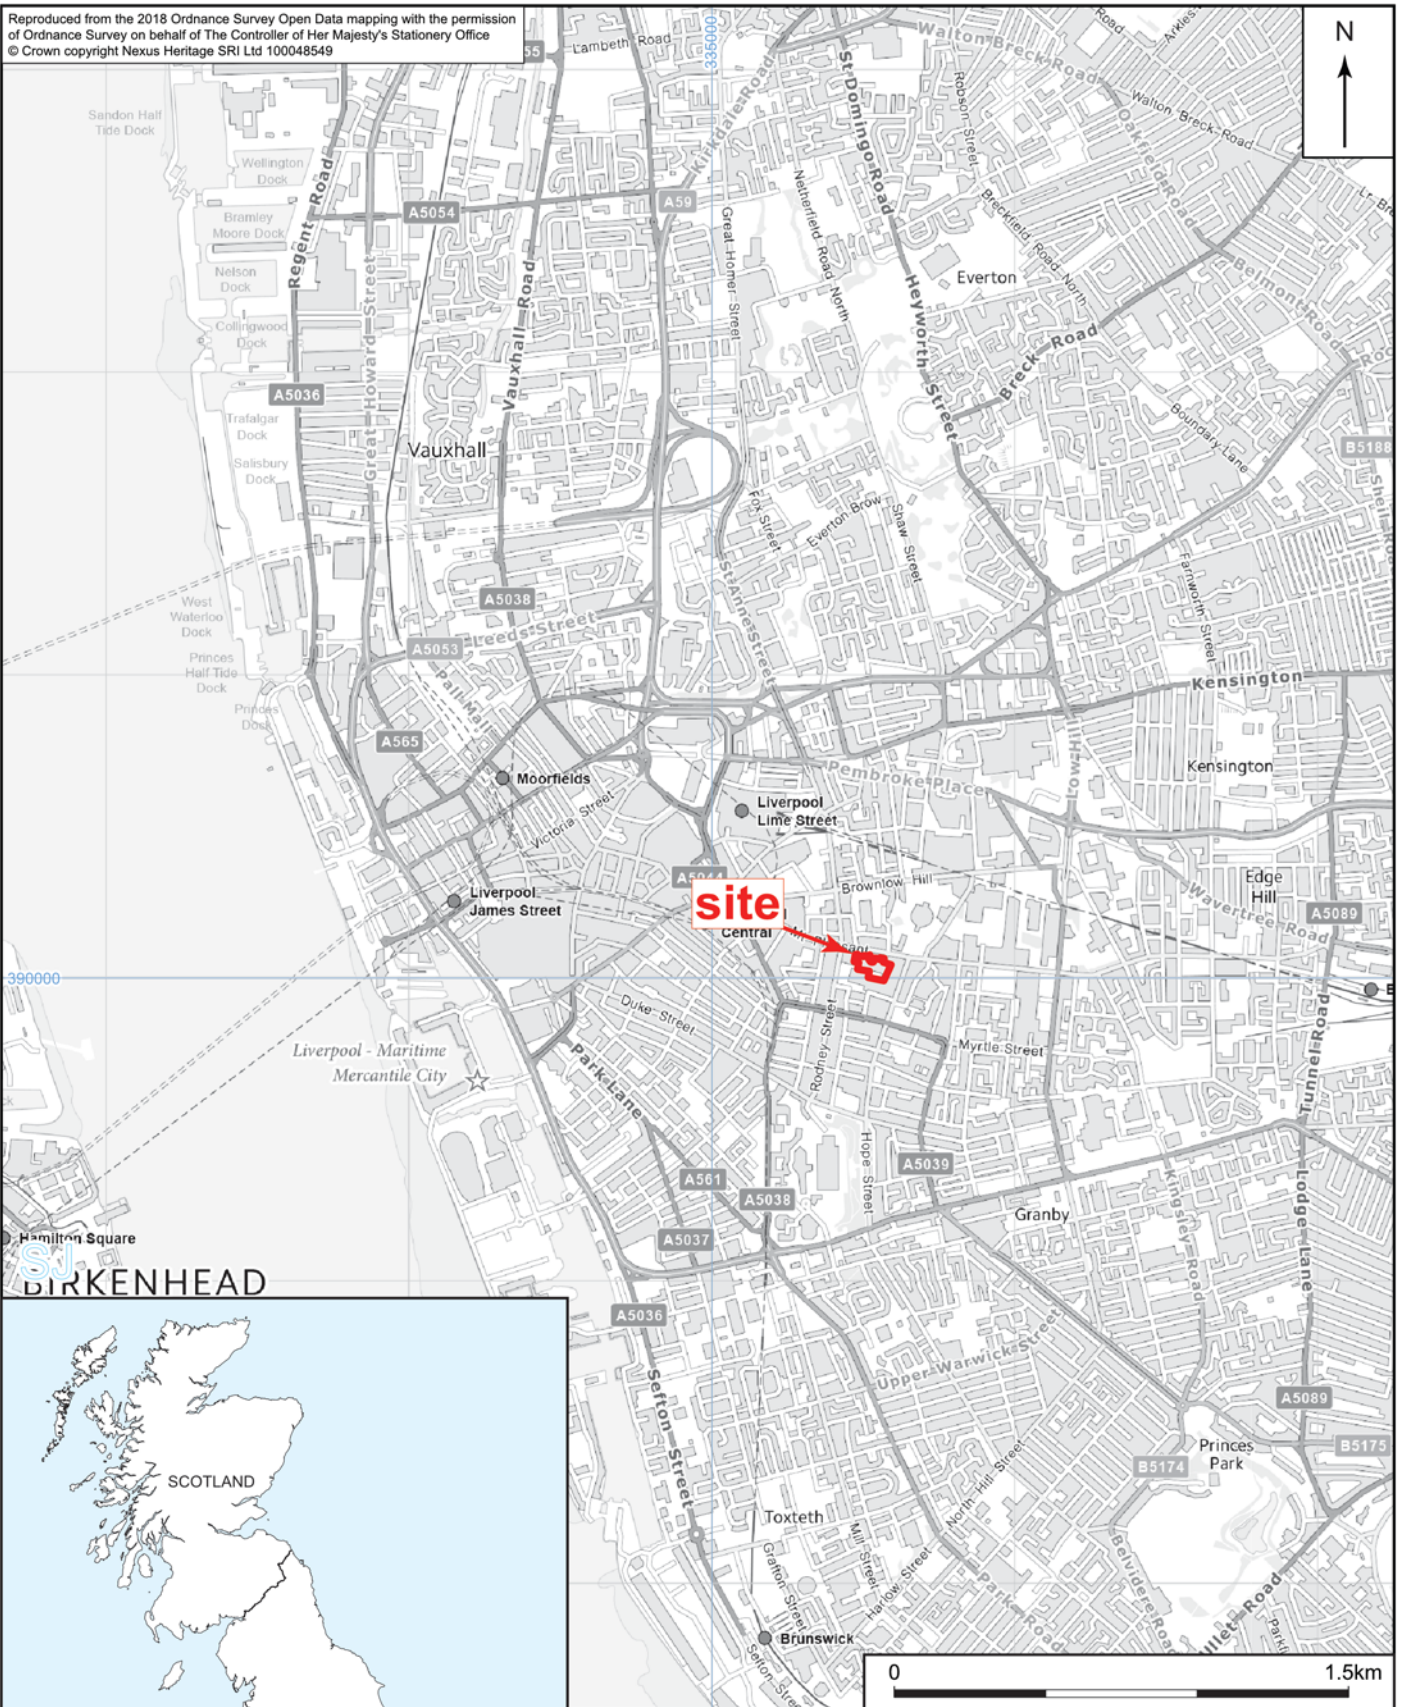 Reproduced from the 2018 Ordnance Survey Open Data mapping with the permission
of Ordnance Survey on behalf of The Controller of Her Majesty's Stationery Office
© Crown copyright Nexus Heritage SRI Ltd 100048549
55
Lambeth Road
335000
Road
N
Walton Breck Road
Sandon Half
Tide Dock
St Domingo Road
Robson Street
Oakfield Road
Walton Breck Road
Kirkdale Road
Wellington
Dock
Regent Road
A5054
A59
Bramley
Moore Dock
Great Homer Street
Netherfield Road North
Breckfield Road North
Nelson
Dock
Everton
Belmont Road
Collingwood
Dock
Great Howard Street
Vauxhall Road
Heyworth Street
Breck Road
A5036
Trafalgar
Dock
Boundary Lane
Vauxhall
B5188
Salisbury
Dock
Fox Street
Everton Brow
Shaw Street
St Anne Street
Farnworth Street
A5038
West
Waterloo
Dock
Leeds Street
A5053
Princes
Half Tide
Dock
Kensington
Princes
Dock
A565
Low Hill
Kensington
Moorfields
Pembroke Place
Liverpool
Lime Street
Victoria Street
A5044
Brownlow Hill
Edge
Hill
Liverpool
James Street
site
Central
Wavertree Road
A5089
390000
Duke Street
Rodney Street
Myrtle Street
Tunnel Road
Liverpool - Maritime
Mercantile City
Park Lane
Hope Street
A5039
A561
A5038
Kingsley Road
Lodge Lane
Granby
Hamilton Square
A5037
SJ
BIRKENHEAD
A5036
Upper Warwick Street
Sefton Street
A5089
Princes
Park
B5175
B5174
North Hill Street
SCOTLAND
Toxteth
Mill Street
Grafton Street
Harlow Street
Park Road
Belvidere Road
Brunswick
0
1.5km